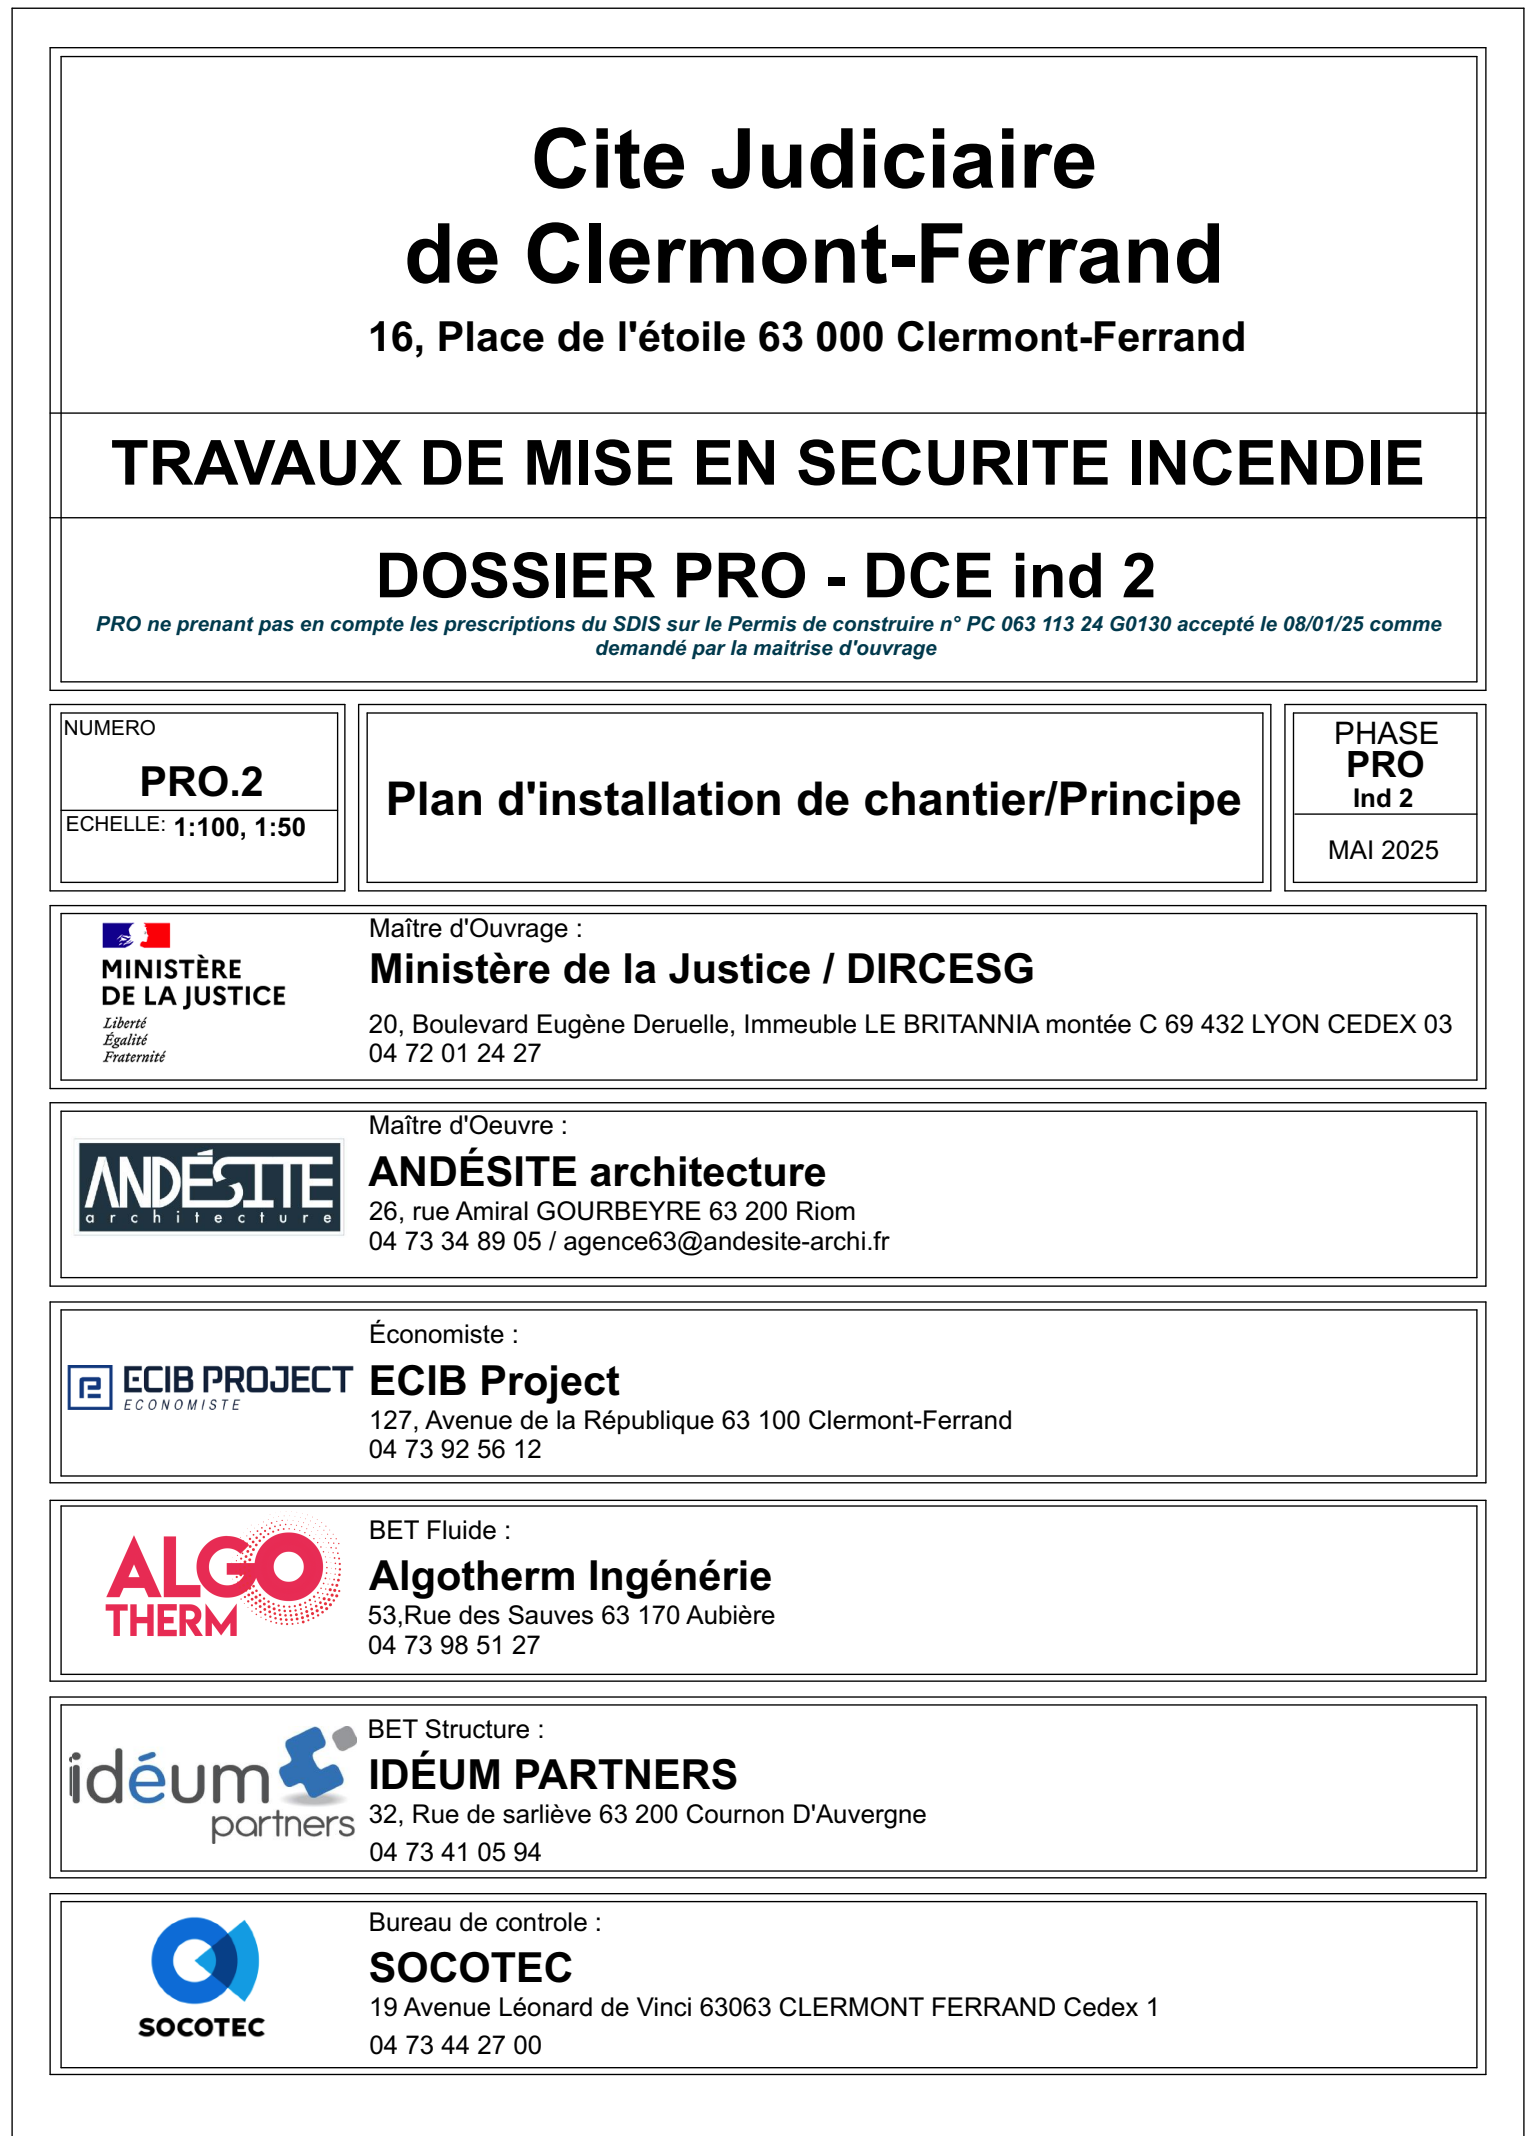 Cite Judiciaire
de Clermont-Ferrand
16, Place de l'étoile 63 000 Clermont-Ferrand
TRAVAUX DE MISE EN SECURITE INCENDIE
DOSSIER PRO - DCE ind 2
PRO ne prenant pas en compte les prescriptions du SDIS sur le Permis de construire n° PC 063 113 24 G0130 accepté le 08/01/25 comme
demandé par la maitrise d'ouvrage
NUMERO
PRO.2
ECHELLE: 1:100, 1:50
Plan d'installation de chantier/Principe
PHASE
PRO
Ind 2
MAI 2025
MINISTÈRE
DE LA JUSTICE
Liberté
Égalité
Fraternité
Maître d'Ouvrage :
Ministère de la Justice / DIRCESG
20, Boulevard Eugène Deruelle, Immeuble LE BRITANNIA montée C 69 432 LYON CEDEX 03
04 72 01 24 27
ANDÉSITE
architecture
Maître d'Oeuvre :
ANDÉSITE architecture
26, rue Amiral GOURBEYRE 63 200 Riom
04 73 34 89 05 / agence63@andesite-archi.fr
ECIB PROJECT
ECONOMISTE
Économiste :
ECIB Project
127, Avenue de la République 63 100 Clermont-Ferrand
04 73 92 56 12
ALGO
THERM
BET Fluide :
Algotherm Ingénérie
53,Rue des Sauves 63 170 Aubière
04 73 98 51 27
idéum
partners
BET Structure :
IDÉUM PARTNERS
32, Rue de sarliève 63 200 Cournon D'Auvergne
04 73 41 05 94
SOCOTEC
Bureau de controle :
SOCOTEC
19 Avenue Léonard de Vinci 63063 CLERMONT FERRAND Cedex 1
04 73 44 27 00